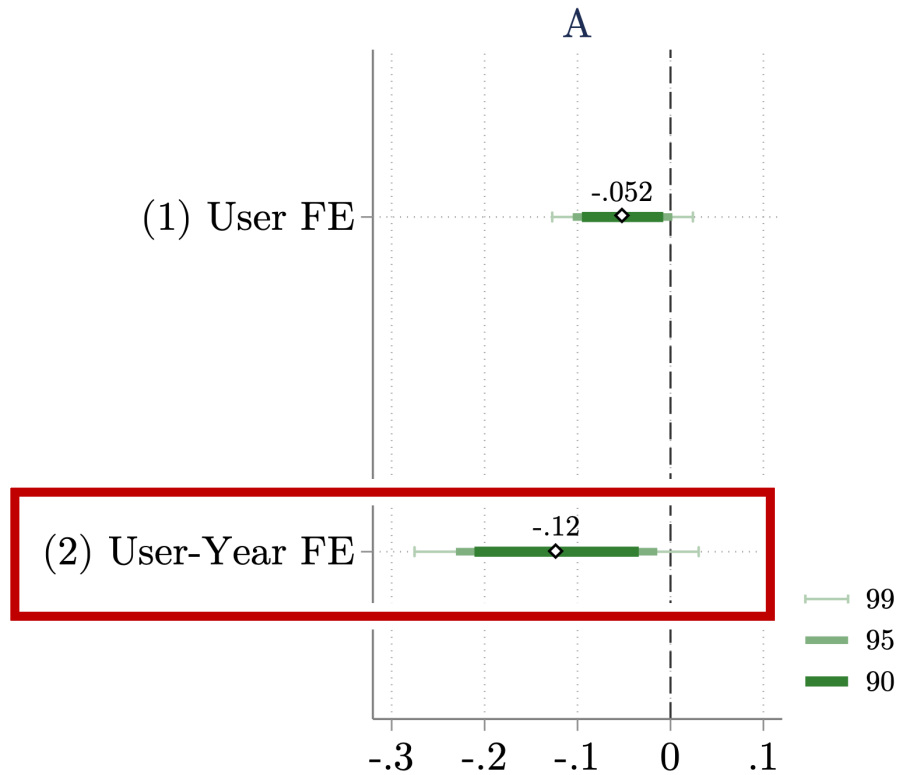 A
-.052
(1) User FE
-.12
(2) User-Year FE
99
95
90
-.3 -.2 -.1 0 .1